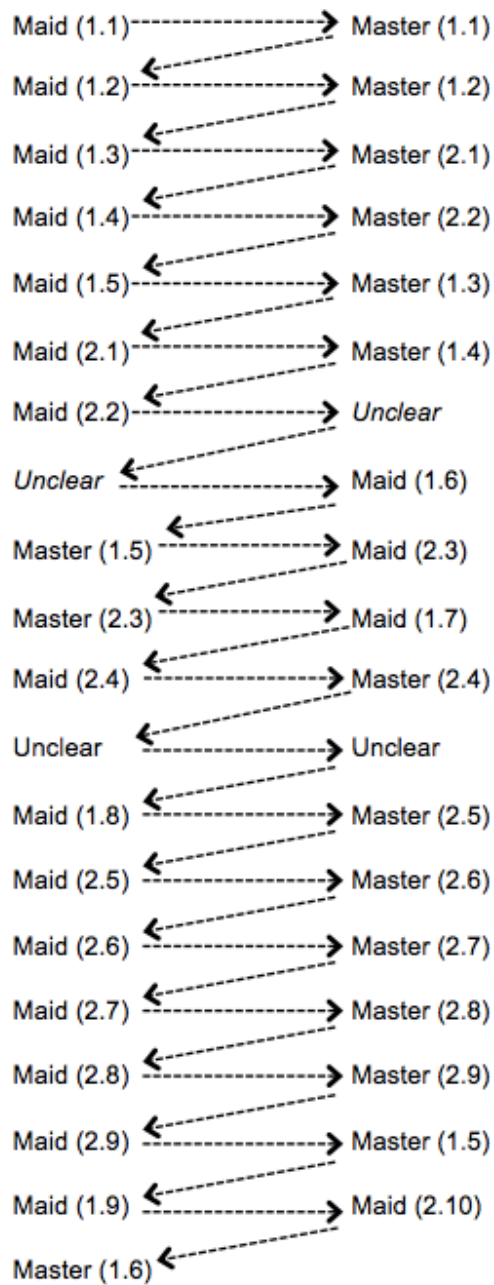 Maid (1.1) Master (1.1)
Maid (1.2) Master (1.2)
Maid (1.3) Master (2.1)
Maid (1.4) Master (2.2)
Maid (1.5) Master (1.3)
Maid (2.1) Master (1.4)
Maid (2.2) Unclear
Unclear Maid (1.6)
Master (1.5) Maid (2.3)
Master (2.3) Maid (1.7)
Maid (2.4) Master (2.4)
Unclear Unclear
Maid (1.8) Master (2.5)
Maid (2.5) Master (2.6)
Maid (2.6) Master (2.7)
Maid (2.7) Master (2.8)
Maid (2.8) Master (2.9)
Maid (2.9) Master (1.5)
Maid (1.9) Maid (2.10)
Master (1.6)